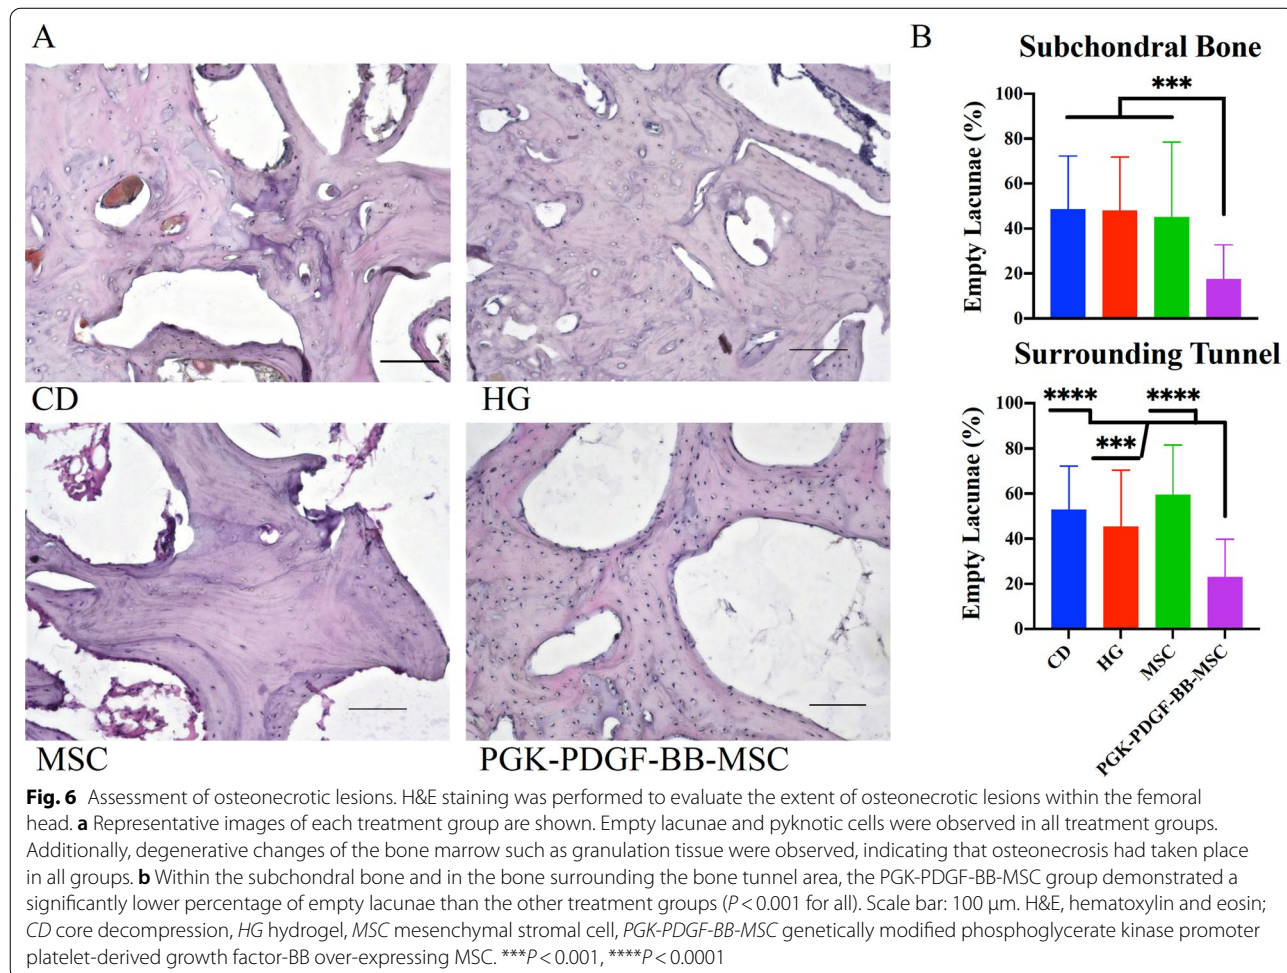 A
CD
HG
MSC
PGK-PDGF-BB-MSC
B
Subchondral Bone
***
Empty Lacunae (%)
100
80
60
40
20
0
Surrounding Tunnel
****
****
***
Empty Lacunae (%)
100
80
60
40
20
0
CD
HG
MSC
PGK-PDGF-BB-MSC
Fig. 6 Assessment of osteonecrotic lesions. H&E staining was performed to evaluate the extent of osteonecrotic lesions within the femoral
head. a Representative images of each treatment group are shown. Empty lacunae and pyknotic cells were observed in all treatment groups.
Additionally, degenerative changes of the bone marrow such as granulation tissue were observed, indicating that osteonecrosis had taken place
in all groups. b Within the subchondral bone and in the bone surrounding the bone tunnel area, the PGK-PDGF-BB-MSC group demonstrated a
significantly lower percentage of empty lacunae than the other treatment groups (P < 0.001 for all). Scale bar: 100 μm. H&E, hematoxylin and eosin;
CD core decompression, HG hydrogel, MSC mesenchymal stromal cell, PGK-PDGF-BB-MSC genetically modified phosphoglycerate kinase promoter
platelet-derived growth factor-BB over-expressing MSC. ***P < 0.001, ****P < 0.0001